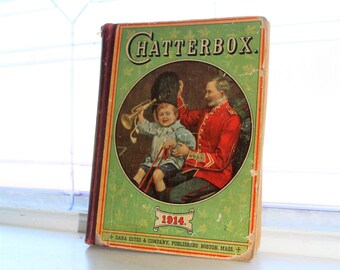 CHATTERBOX.
1914.
DANA ESTES & COMPANY, PUBLISHERS, BOSTON, MASS.